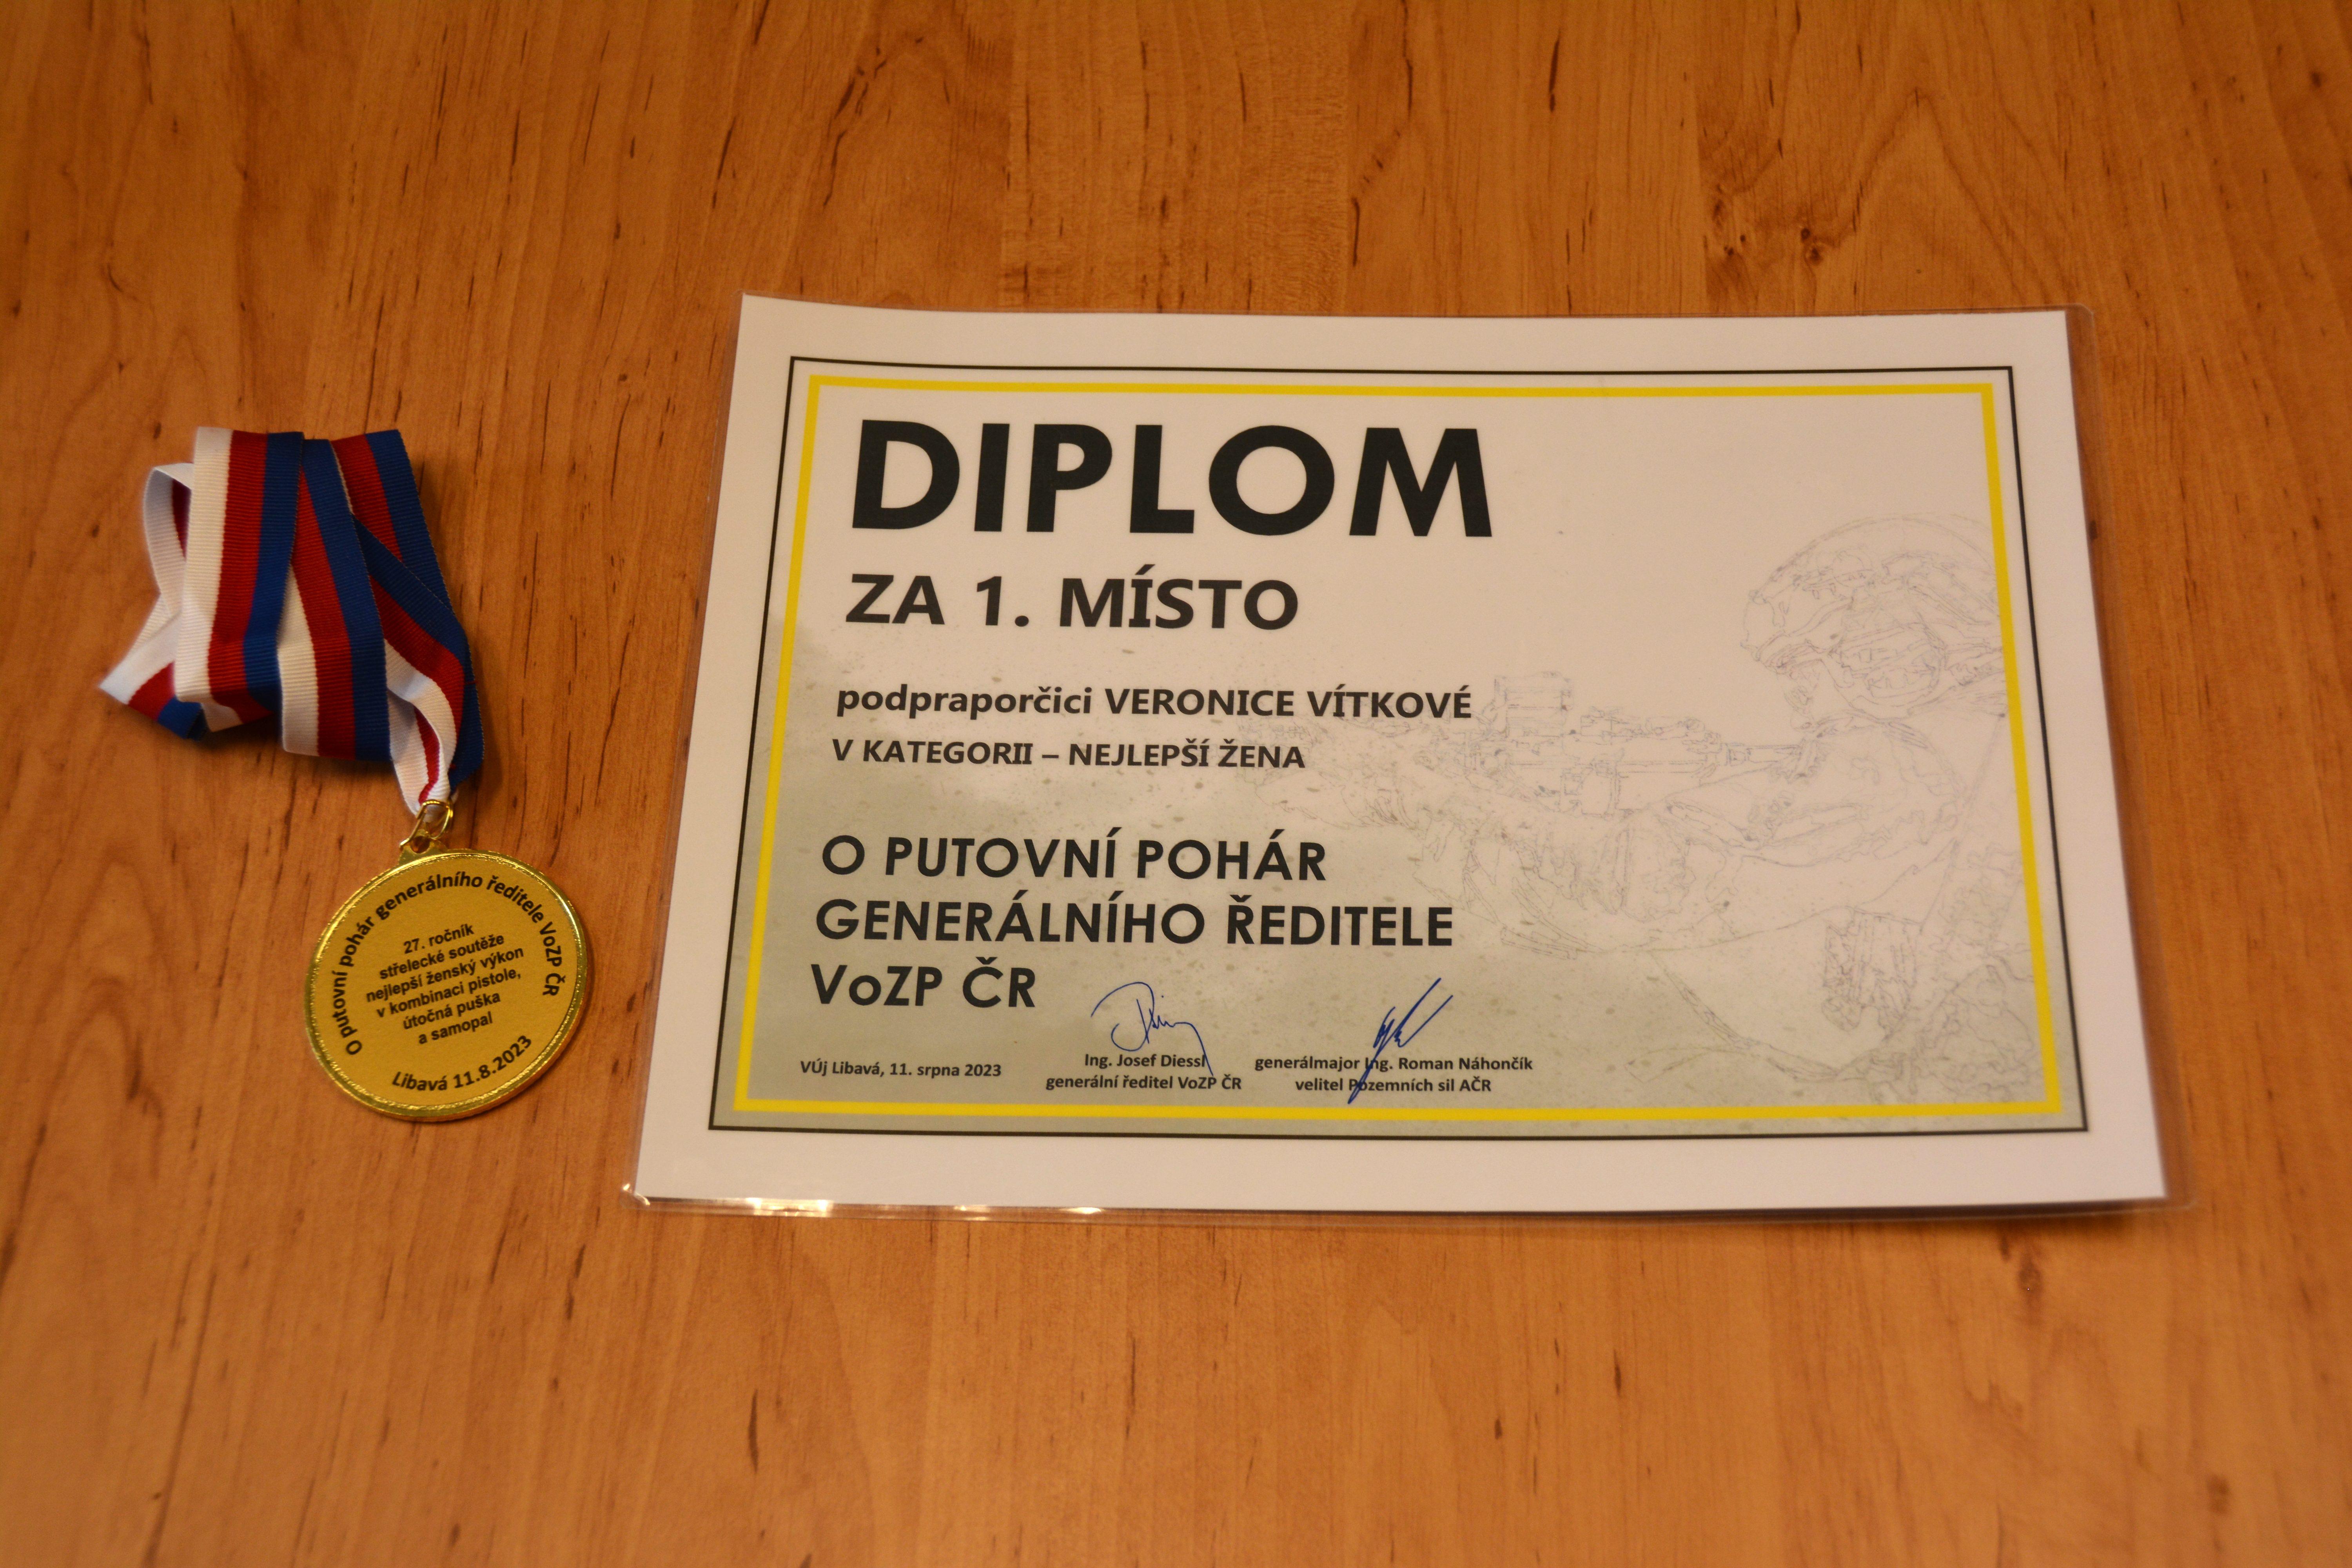 O putovní pohár generálního ředitele VoZP ČR
27. ročník
střelecké soutěže
nejlepší ženský výkon
v kombinaci pistole,
útočná puška
a samopal
Libavá 11.8.2023
DIPLOM
ZA 1. MÍSTO
podpraporčici VERONICE VÍTKOVÉ
V KATEGORII – NEJLEPŠÍ ŽENA
O PUTOVNÍ POHÁR
GENERÁLNÍHO ŘEDITELE
VoZP ČR
VÚj Libavá, 11. srpna 2023
Ing. Josef Diessl
generální ředitel VoZP ČR
generálmajor Ing. Roman Náhončík
velitel Pozemních sil AČR